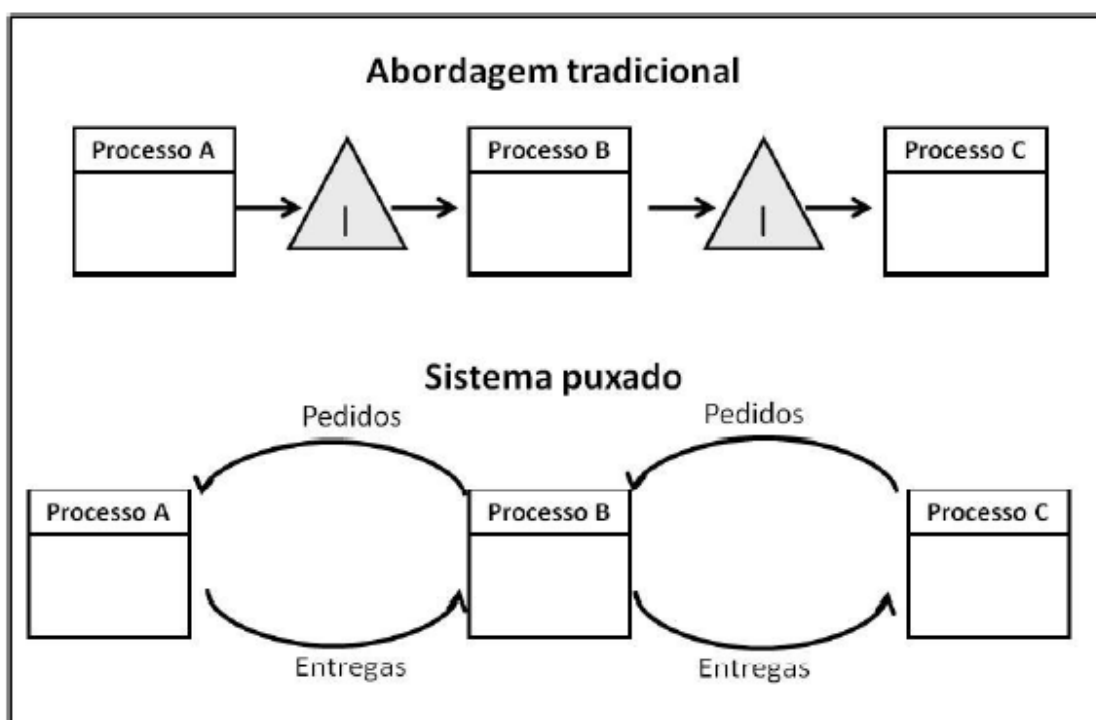 Abordagem tradicional
Processo A
I
Processo B
I
Processo C
Sistema puxado
Pedidos
Pedidos
Processo A
Processo B
Processo C
Entregas
Entregas